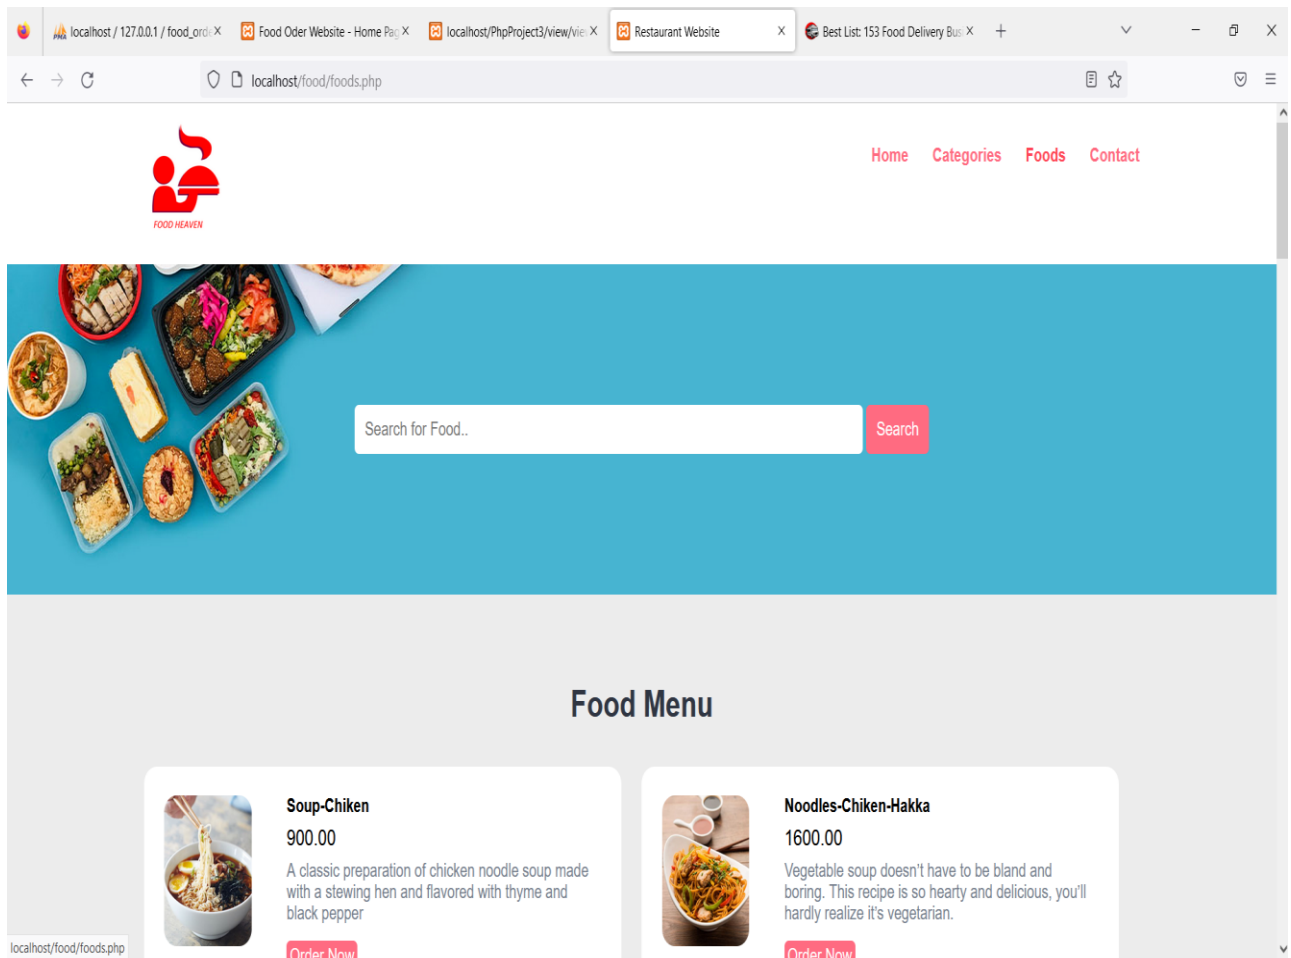 localhost / 127.0.0.1 / food_orde
Food Oder Website - Home Pag
localhost/PhpProject3/view/vie
Restaurant Website
Best List: 153 Food Delivery Bus
localhost/food/foods.php
FOOD HEAVEN
Home Categories Foods Contact
Search for Food.. Search
Food Menu
Soup-Chiken
900.00
A classic preparation of chicken noodle soup made
with a stewing hen and flavored with thyme and
black pepper
Order Now
Noodles-Chiken-Hakka
1600.00
Vegetable soup doesn't have to be bland and
boring. This recipe is so hearty and delicious, you'll
hardly realize it's vegetarian.
Order Now
localhost/food/foods.php